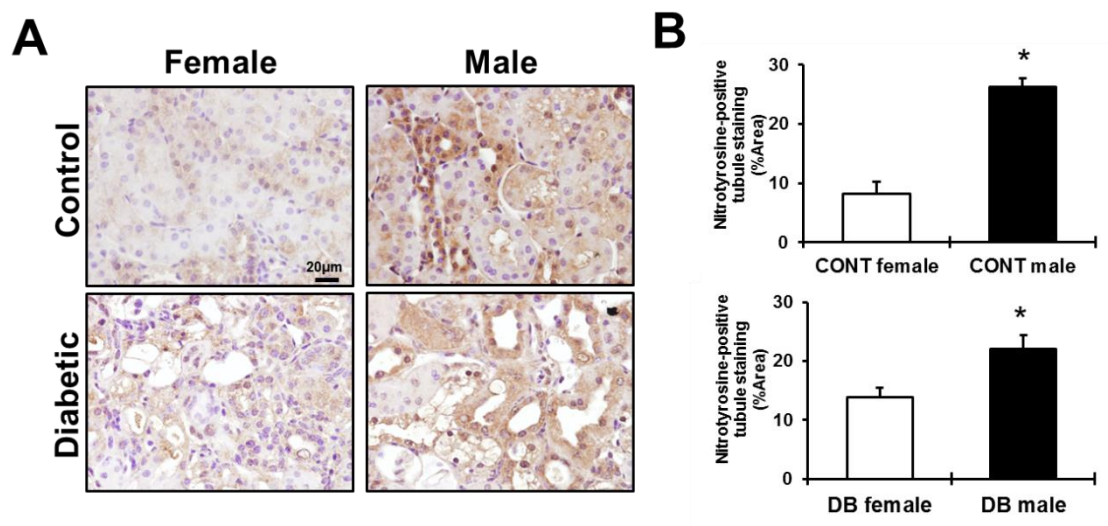 A
Female Male
Control
20µm
Diabetic
B
Nitrotyrosine-positive
tubule staining
(%Area)
30
20
10
0
*
CONT female CONT male
Nitrotyrosine-positive
tubule staining
(%Area)
30
20
10
0
*
DB female DB male